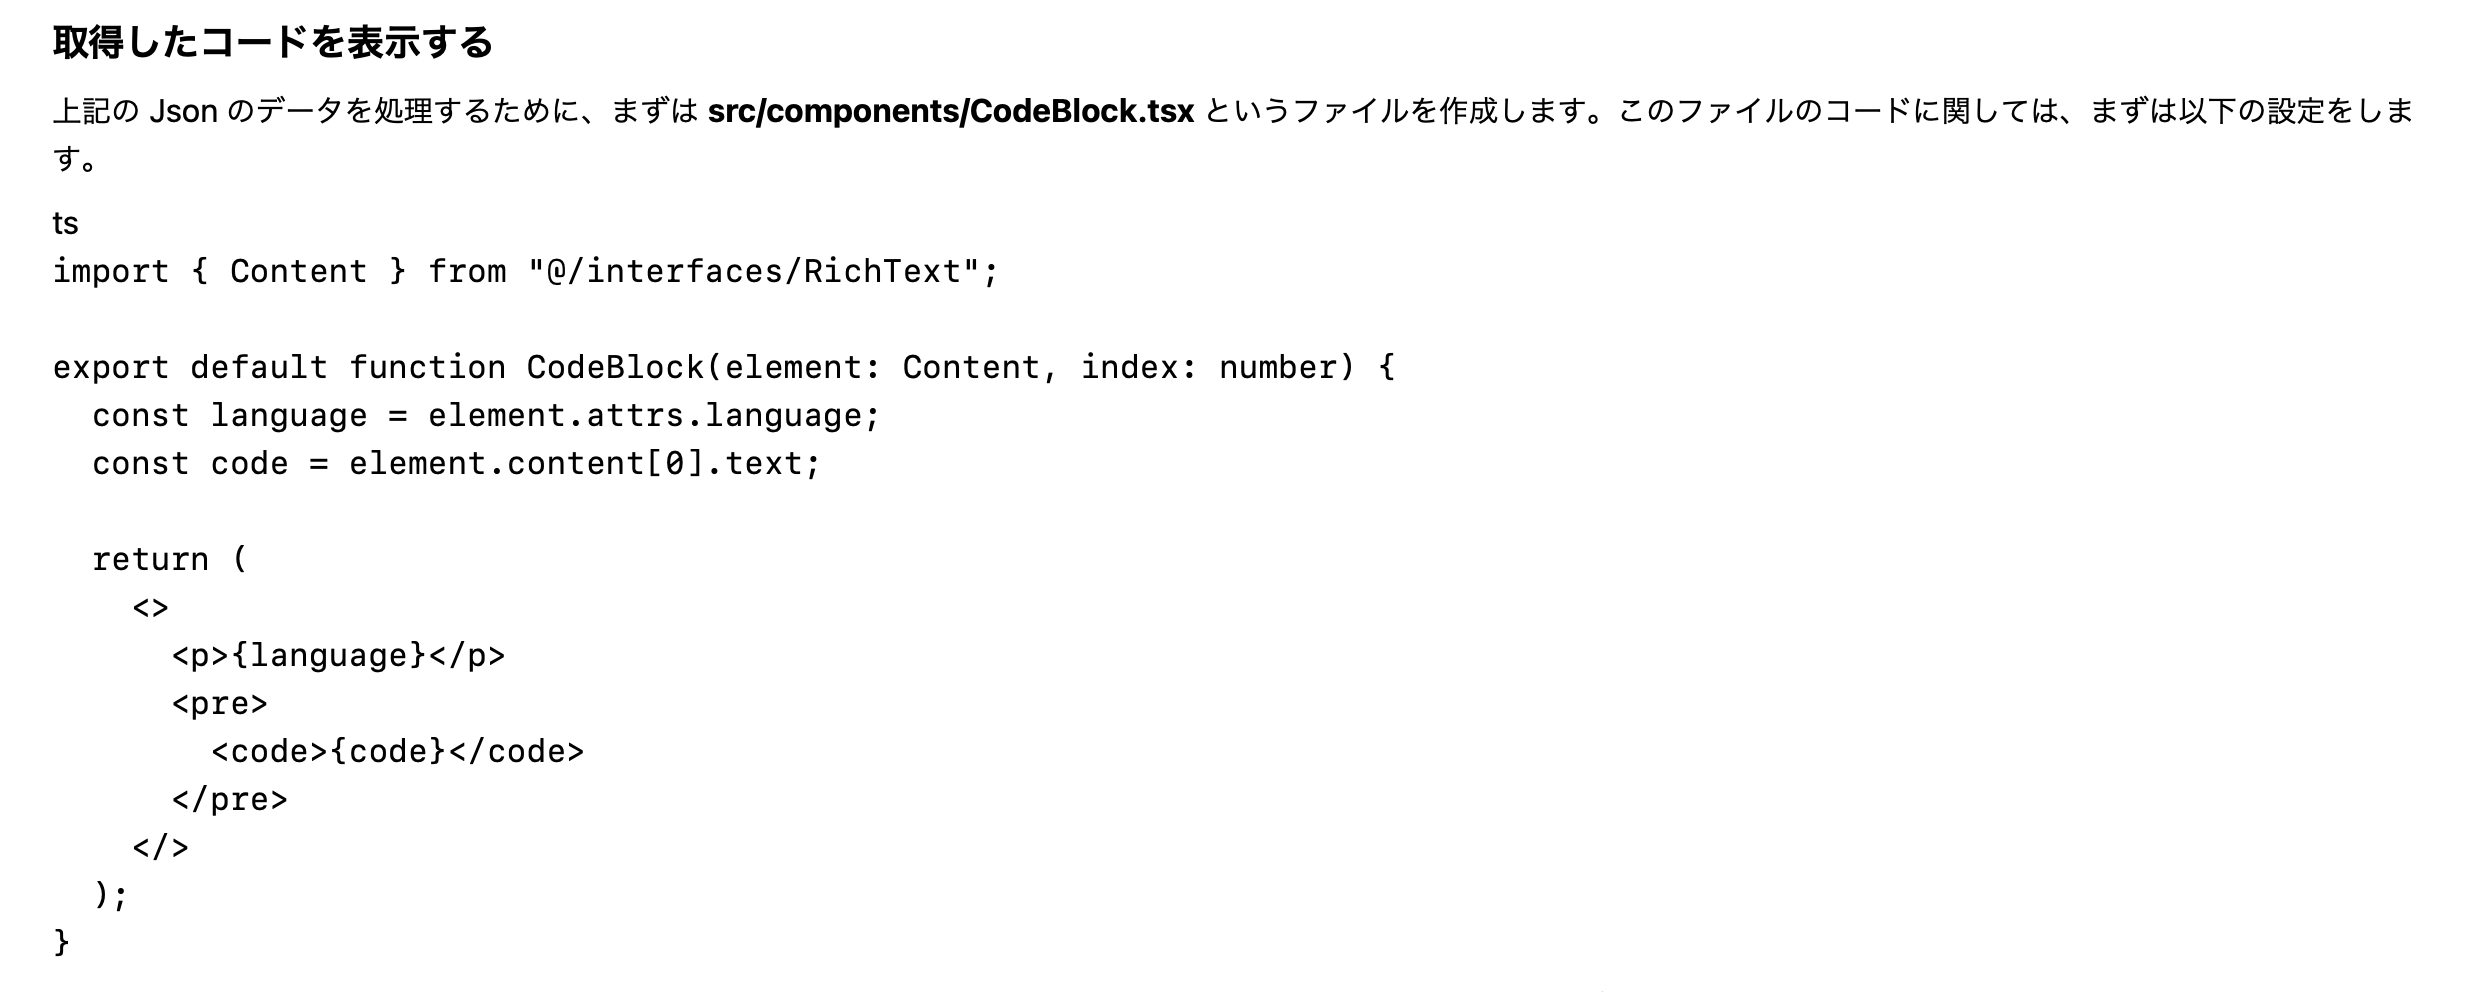 取得したコードを表示する
上記の Json のデータを処理するために、まずは src/components/CodeBlock.tsx というファイルを作成します。このファイルのコードに関しては、まずは以下の設定をしま
す。
ts
import { Content } from "@/interfaces/RichText";

export default function CodeBlock(element: Content, index: number) {
  const language = element.attrs.language;
  const code = element.content[0].text;

  return (
    <>
      <p>{language}</p>
      <pre>
        <code>{code}</code>
      </pre>
    </>
  );
}